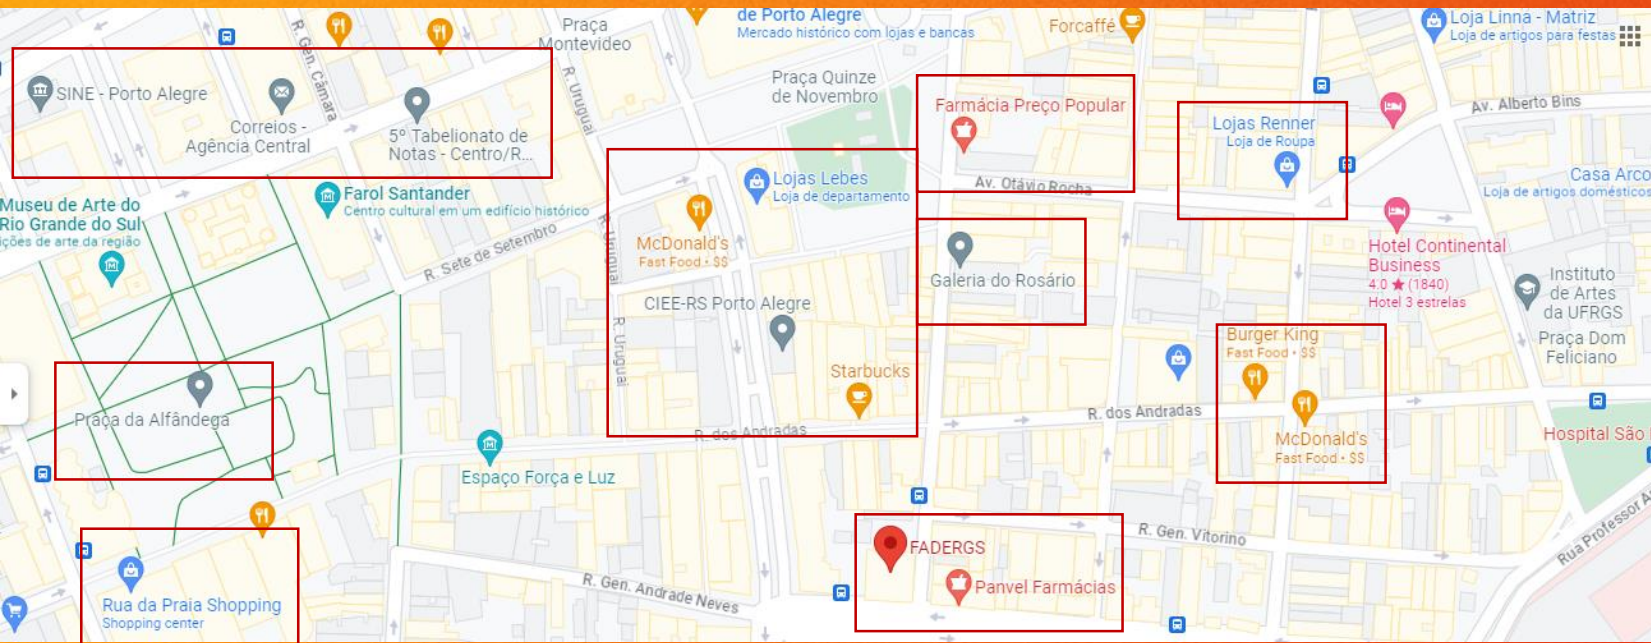 Praça
Montevideo
de Porto Alegre
Mercado histórico com lojas e bancas
Forcaffé
Loja Linna - Matriz
Loja de artigos para festas
R. Gen. Câmara
R. Uruguai
SINE - Porto Alegre
Correios -
Agência Central
5º Tabelionato de
Notas - Centro/R...
Praça Quinze
de Novembro
Farmácia Preço Popular
Lojas Renner
Loja de Roupa
Av. Alberto Bins
Museu de Arte do
Rio Grande do Sul
ições de arte da região
Farol Santander
Centro cultural em um edifício histórico
R. Sete de Setembro
R. Uruguai
Lojas Lebes
Loja de departamento
McDonald's
Fast Food · $$
CIEE-RS Porto Alegre
Starbucks
R. Uruguai
Av. Otávio Rocha
Galeria do Rosário
Casa Arco
Loja de artigos domésticos
Hotel Continental
Business
4.0 ★ (1840)
Hotel 3 estrelas
Instituto
de Artes
da UFRGS
Praça Dom
Feliciano
Burger King
Fast Food · $$
McDonald's
Fast Food · $$
R. dos Andradas
R. dos Andradas
Praça da Alfândega
Espaço Força e Luz
Hospital São
Rua Professor A
R. Gen. Vitorino
FADERGS
Panvel Farmácias
R. Gen. Andrade Neves
Rua da Praia Shopping
Shopping center